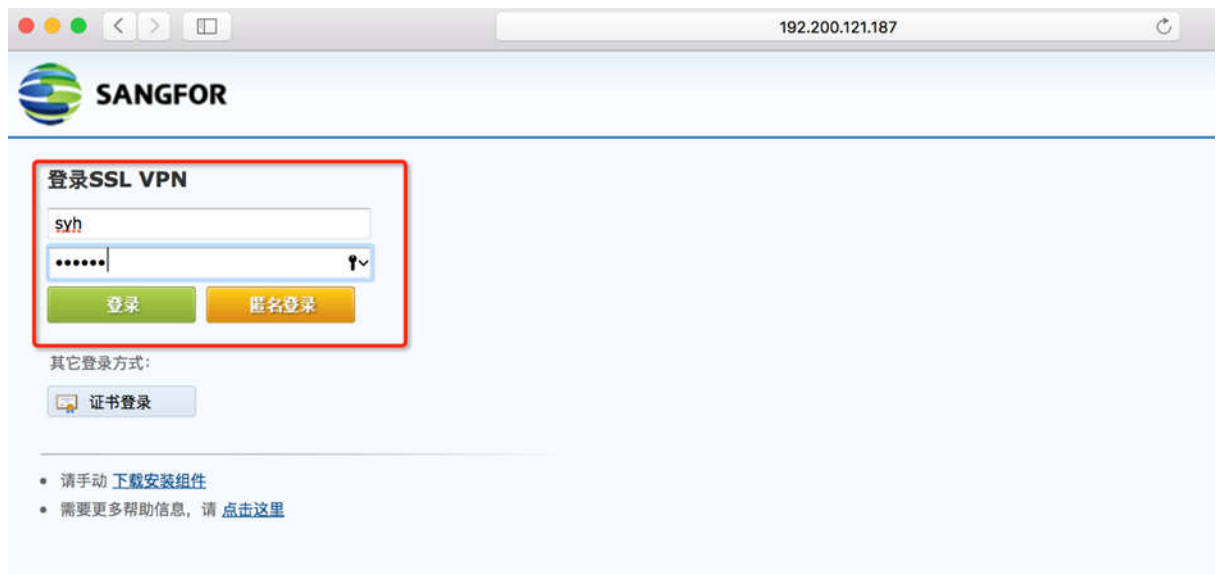 192.200.121.187
SANGFOR
登录SSL VPN
syh
••••••
登录 匿名登录
其它登录方式：
证书登录
请手动 下载安装组件
需要更多帮助信息，请 点击这里